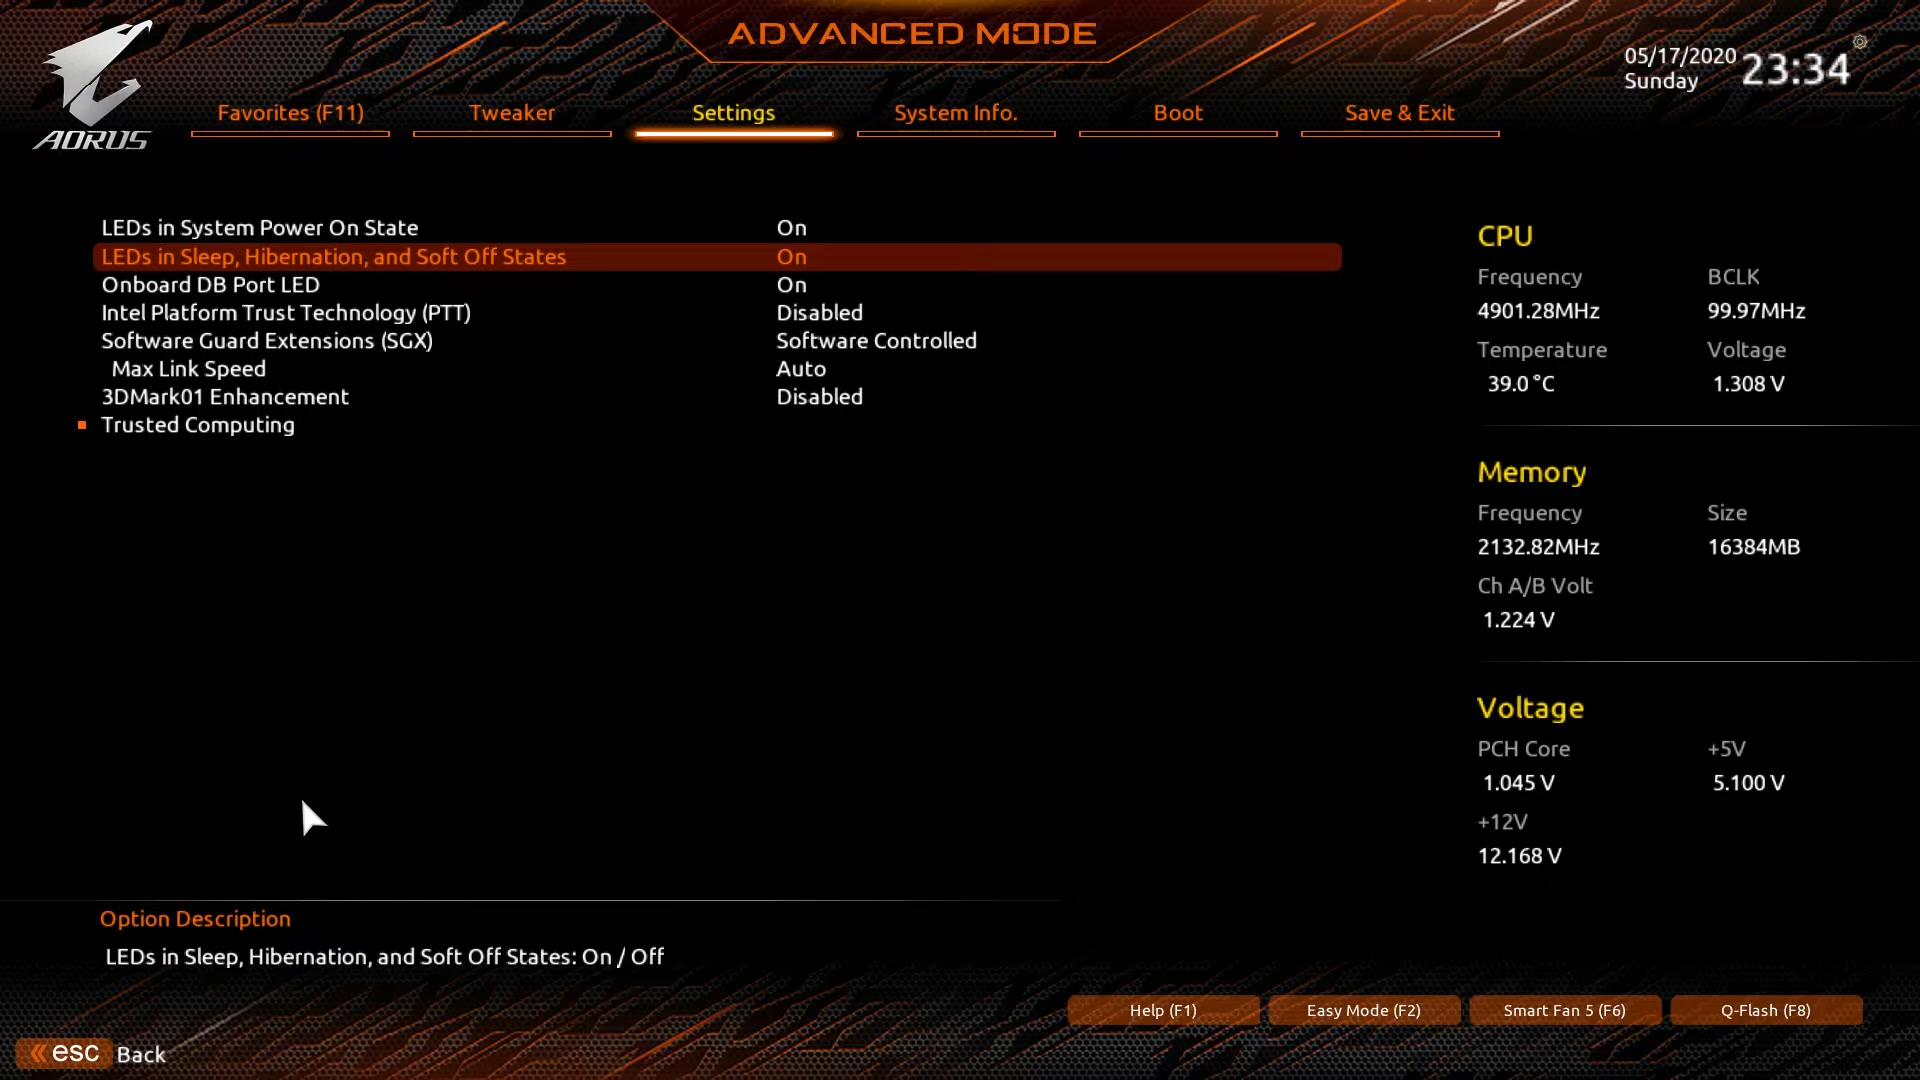 ADVANCED MODE
AORUS
05/17/2020
Sunday
23:34
Favorites (F11)
Tweaker
Settings
System Info.
Boot
Save & Exit
LEDs in System Power On State On
LEDs in Sleep, Hibernation, and Soft Off States On
Onboard DB Port LED On
Intel Platform Trust Technology (PTT) Disabled
Software Guard Extensions (SGX) Software Controlled
Max Link Speed Auto
3DMark01 Enhancement Disabled
Trusted Computing
CPU
Frequency BCLK
4901.28MHz 99.97MHz
Temperature Voltage
39.0 °C 1.308 V
Memory
Frequency Size
2132.82MHz 16384MB
Ch A/B Volt
1.224 V
Voltage
PCH Core +5V
1.045 V 5.100 V
+12V
12.168 V
Option Description
LEDs in Sleep, Hibernation, and Soft Off States: On / Off
Help (F1)
Easy Mode (F2)
Smart Fan 5 (F6)
Q-Flash (F8)
esc Back